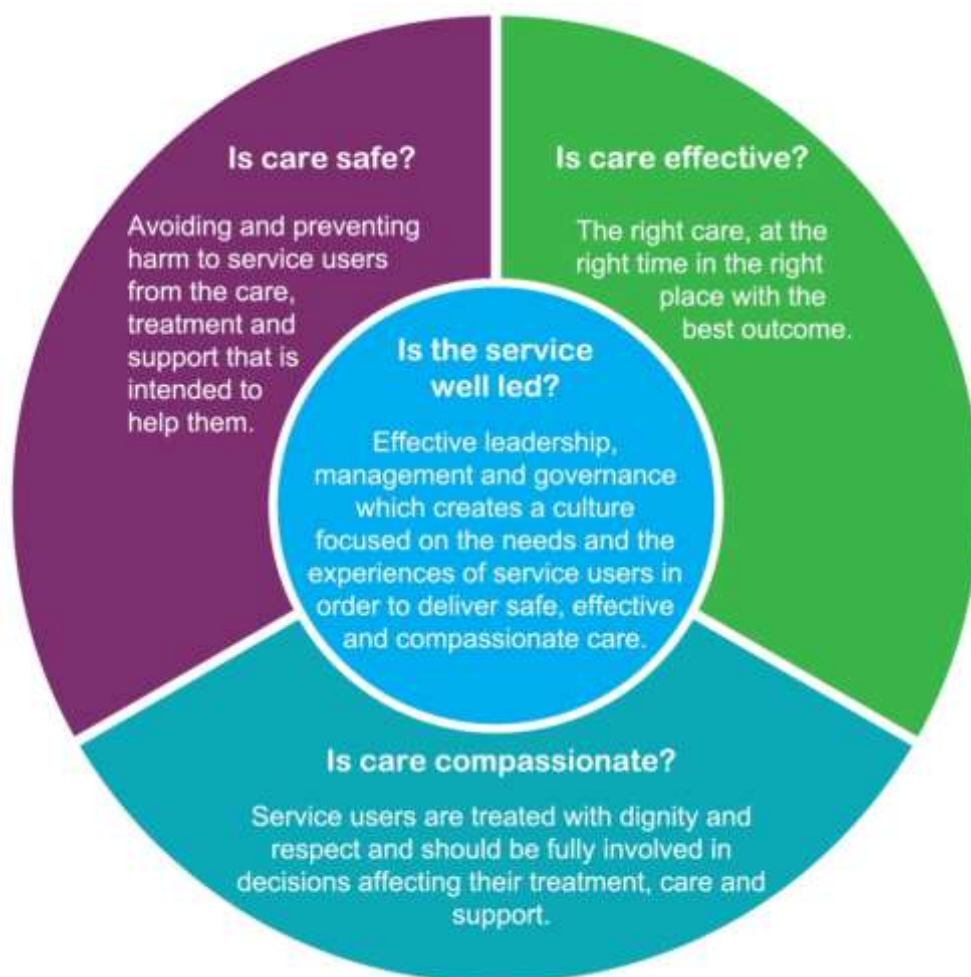 Is care safe?
Avoiding and preventing
harm to service users
from the care,
treatment and
support that is
intended to
help them.
Is care effective?
The right care, at the
right time in the right
place with the
best outcome.
Is the service
well led?
Effective leadership,
management and governance
which creates a culture
focused on the needs and the
experiences of service users in
order to deliver safe, effective
and compassionate care.
Is care compassionate?
Service users are treated with dignity and
respect and should be fully involved in
decisions affecting their treatment, care and
support.